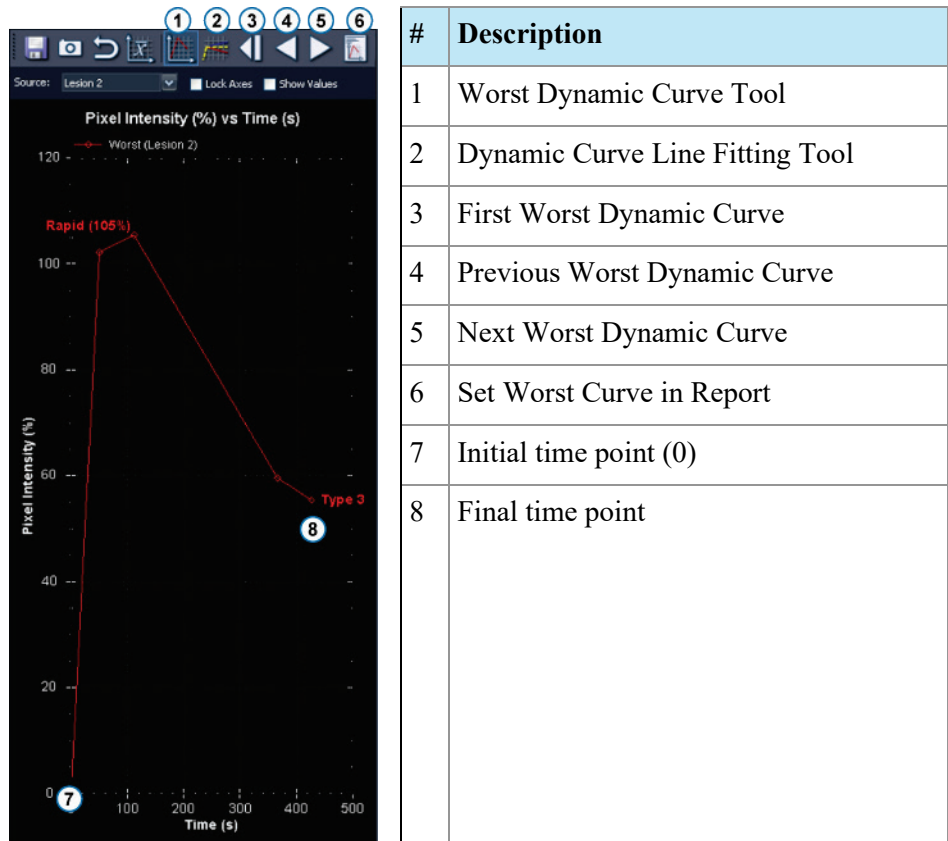 1 2 3 4 5 6
Source: Lesion 2 Lock Axes Show Values
Pixel Intensity (%) vs Time (s)
Worst (Lesion 2)
120
Rapid (105%)
100
80
60
Type 3
8
40
20
0
7
100 200 300 400 500
Time (s)
Pixel Intensity (%)
# Description
1 Worst Dynamic Curve Tool
2 Dynamic Curve Line Fitting Tool
3 First Worst Dynamic Curve
4 Previous Worst Dynamic Curve
5 Next Worst Dynamic Curve
6 Set Worst Curve in Report
7 Initial time point (0)
8 Final time point